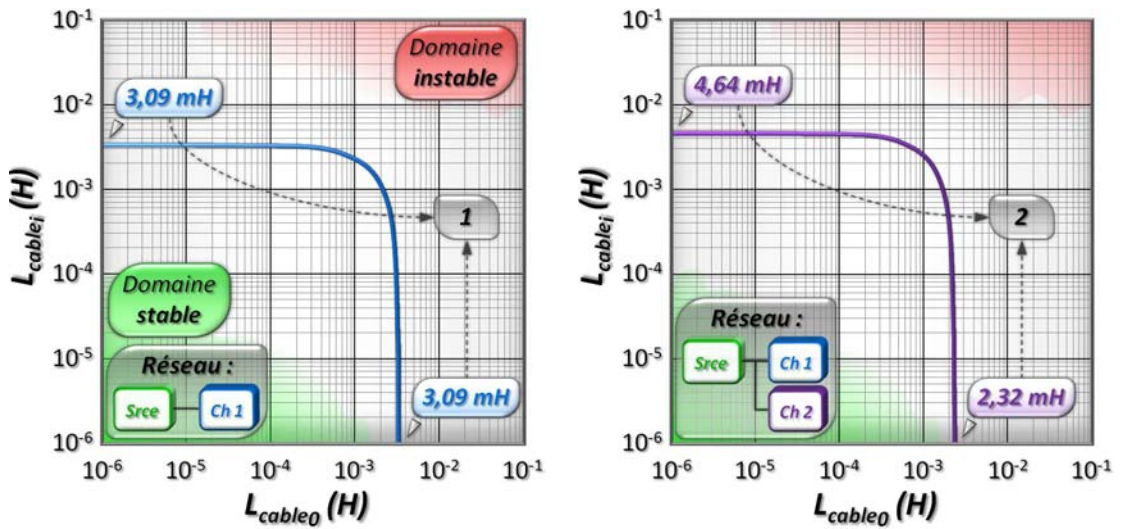 10⁻¹
10⁻²
10⁻³
10⁻⁴
10⁻⁵
10⁻⁶
L_cableᵢ (H)
3,09 mH
Domaine
instable
1
Domaine
stable
Réseau :
Srce
Ch 1
3,09 mH
10⁻⁶ 10⁻⁵ 10⁻⁴ 10⁻³ 10⁻² 10⁻¹
L_cable₀ (H)
10⁻¹
10⁻²
10⁻³
10⁻⁴
10⁻⁵
10⁻⁶
L_cableᵢ (H)
4,64 mH
2
Réseau :
Srce
Ch 1
Ch 2
2,32 mH
10⁻⁶ 10⁻⁵ 10⁻⁴ 10⁻³ 10⁻² 10⁻¹
L_cable₀ (H)